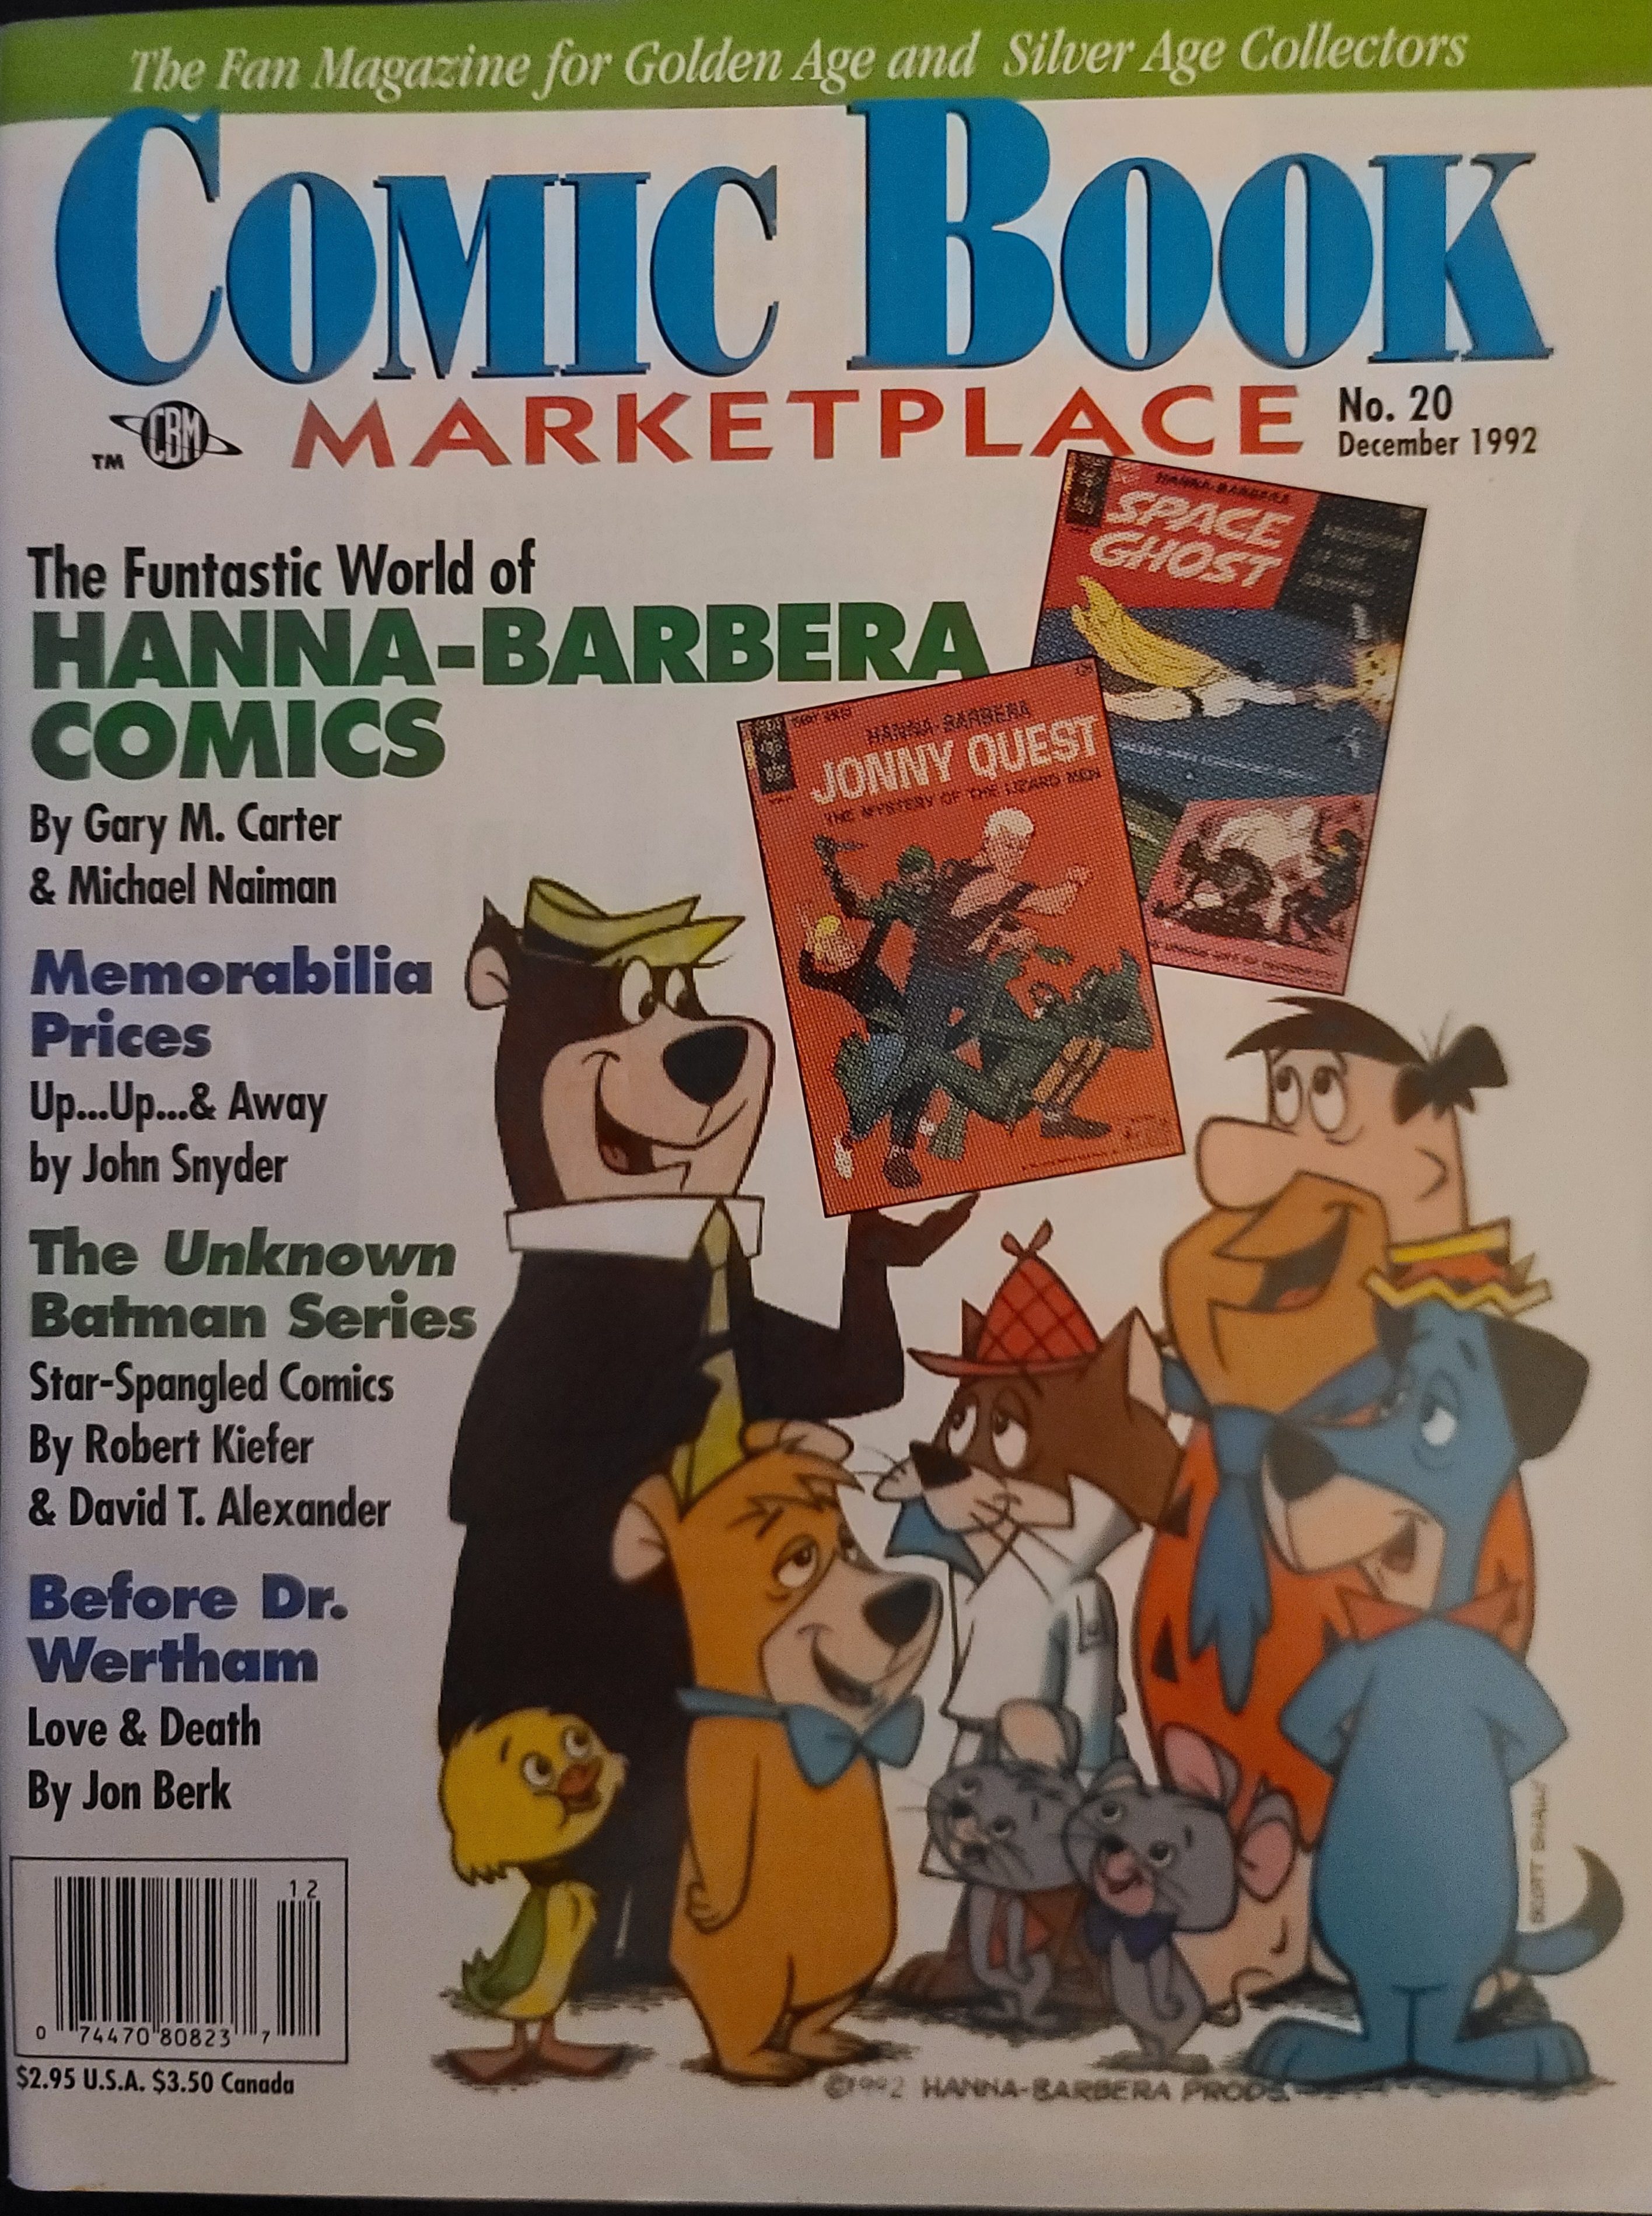 The Fan Magazine for Golden Age and Silver Age Collectors
COMIC BOOK
MARKETPLACE
TM CBM
No. 20
December 1992
The Funtastic World of
HANNA-BARBERA
COMICS
By Gary M. Carter
& Michael Naiman
Memorabilia
Prices
Up...Up...& Away
by John Snyder
The Unknown
Batman Series
Star-Spangled Comics
By Robert Kiefer
& David T. Alexander
Before Dr.
Wertham
Love & Death
By Jon Berk
HANNA-BARBERA
SPACE
GHOST
HANNA-BARBERA
JONNY QUEST
THE MYSTERY OF THE LIZARD MEN
SCOTT SHAW!
12
0 74470 80823 7
$2.95 U.S.A. $3.50 Canada
©1992 HANNA-BARBERA PRODS.